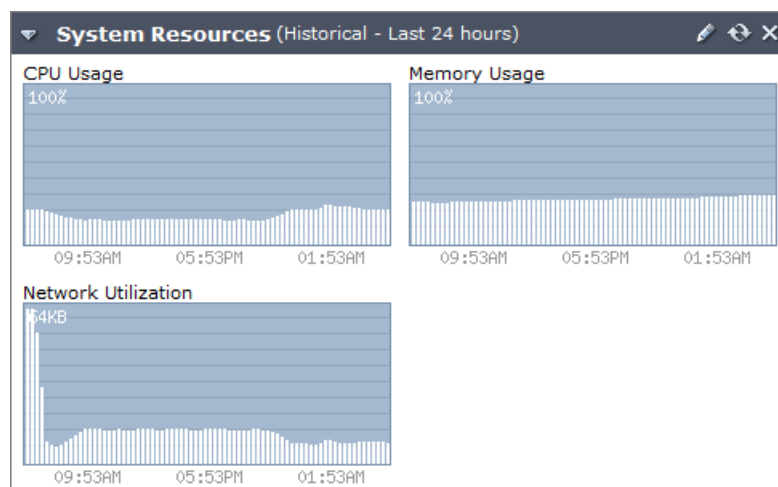 System Resources (Historical - Last 24 hours)
CPU Usage
100%
09:53AM 05:53PM 01:53AM
Memory Usage
100%
09:53AM 05:53PM 01:53AM
Network Utilization
64KB
09:53AM 05:53PM 01:53AM